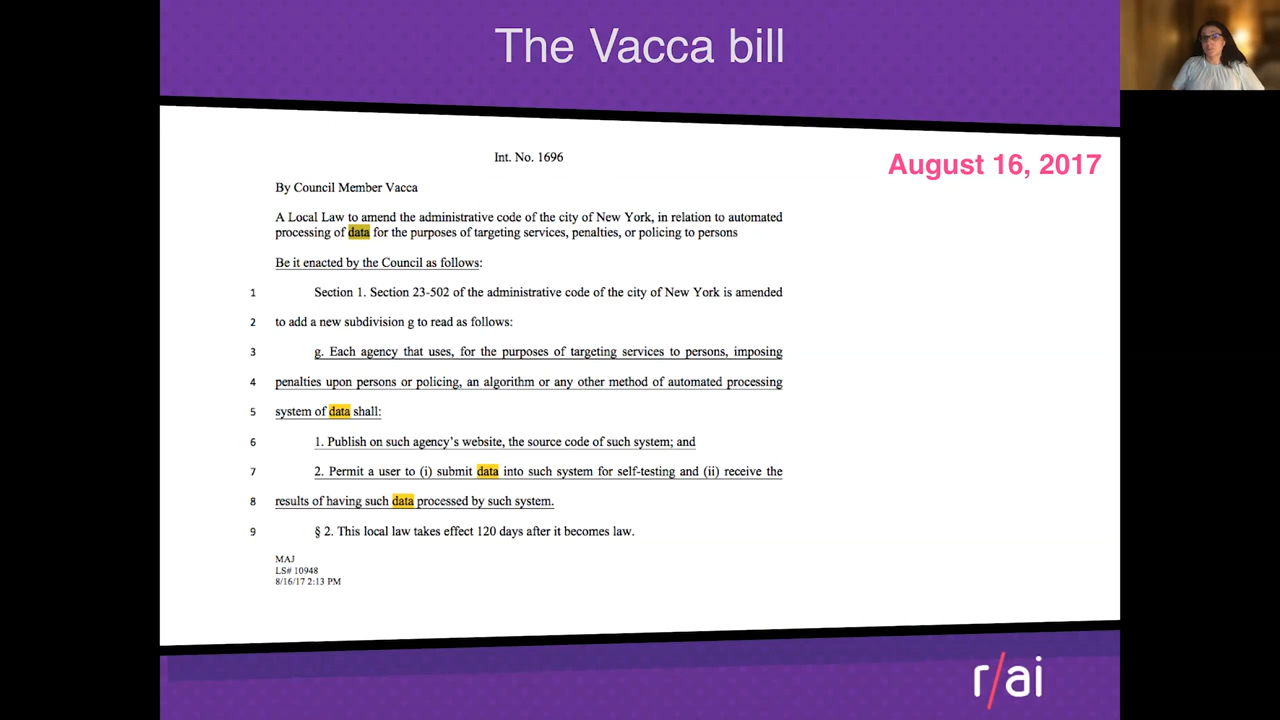 The Vacca bill
August 16, 2017
Int. No. 1696
By Council Member Vacca
A Local Law to amend the administrative code of the city of New York, in relation to automated
processing of data for the purposes of targeting services, penalties, or policing to persons
Be it enacted by the Council as follows:
1 Section 1. Section 23-502 of the administrative code of the city of New York is amended
2 to add a new subdivision g to read as follows:
3 g. Each agency that uses, for the purposes of targeting services to persons, imposing
4 penalties upon persons or policing, an algorithm or any other method of automated processing
5 system of data shall:
6 1. Publish on such agency's website, the source code of such system; and
7 2. Permit a user to (i) submit data into such system for self-testing and (ii) receive the
8 results of having such data processed by such system.
9 § 2. This local law takes effect 120 days after it becomes law.
MAJ
LS# 10948
8/16/17 2:13 PM
r/ai